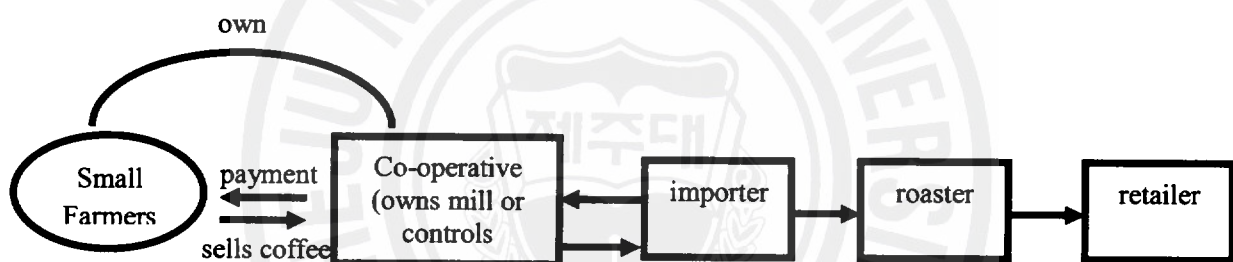 own
Small
Farmers
payment
sells coffee
Co-operative
(owns mill or
controls
importer
roaster
retailer
제주대